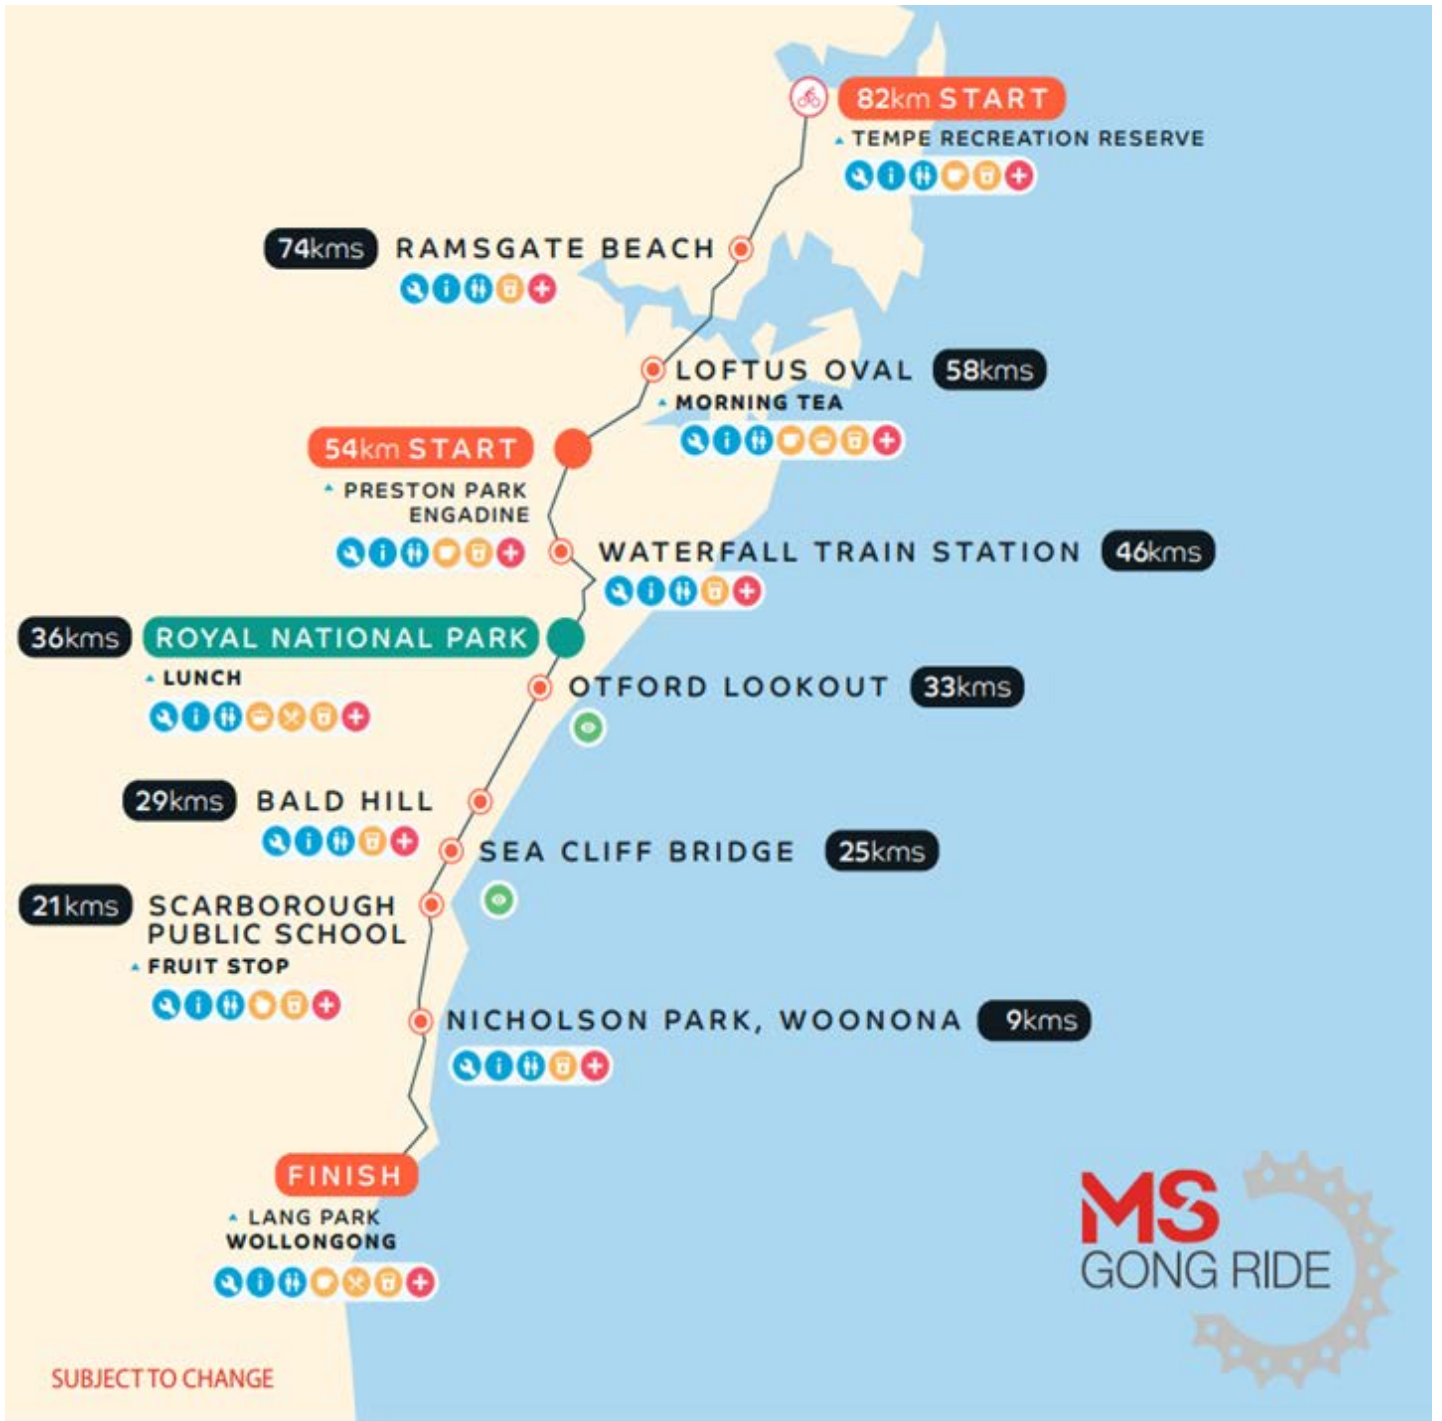 82km START
TEMPE RECREATION RESERVE
74kms RAMSGATE BEACH
LOFTUS OVAL 58kms
MORNING TEA
54km START
PRESTON PARK
ENGADINE
WATERFALL TRAIN STATION 46kms
36kms ROYAL NATIONAL PARK
LUNCH
OTFORD LOOKOUT 33kms
29kms BALD HILL
SEA CLIFF BRIDGE 25kms
21kms SCARBOROUGH
PUBLIC SCHOOL
FRUIT STOP
NICHOLSON PARK, WOONONA 9kms
FINISH
LANG PARK
WOLLONGONG
MS
GONG RIDE
SUBJECT TO CHANGE